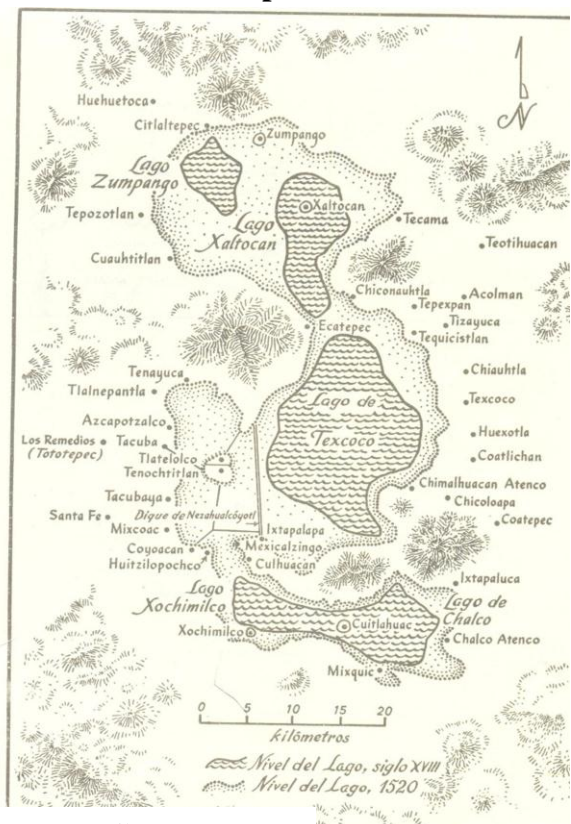 N
Huehuetoca
Citlaltepec
Zumpango
Lago
Zumpango
Xaltocan
Tepozotlan
Lago
Xaltocan
Tecama
Teotihuacan
Cuauhtitlan
Chiconauhtla
Acolman
Tepexpan
Tizayuca
Ecatepec
Tequicistlan
Tenayuca
Chiauhtla
Tlalnepantla
Lago de
Texcoco
Texcoco
Azcapotzalco
Huexotla
Los Remedios
(Tototepec)
Tacuba
Tlatelolco
Tenochtitlan
Coatlichan
Chimalhuacan Atenco
Tacubaya
Chicoloapa
Santa Fe
Dique de Nezahualcóyotl
Coatepec
Mixcoac
Ixtapalapa
Mexicalzingo
Coyoacan
Huitzilopochco
Culhuacan
Ixtapaluca
Lago
Xochimilco
Lago de
Chalco
Xochimilco
Cuitlahuac
Chalco Atenco
Mixquic
0 5 10 15 20
kilómetros
Nivel del Lago, siglo XVIII
Nivel del Lago, 1520